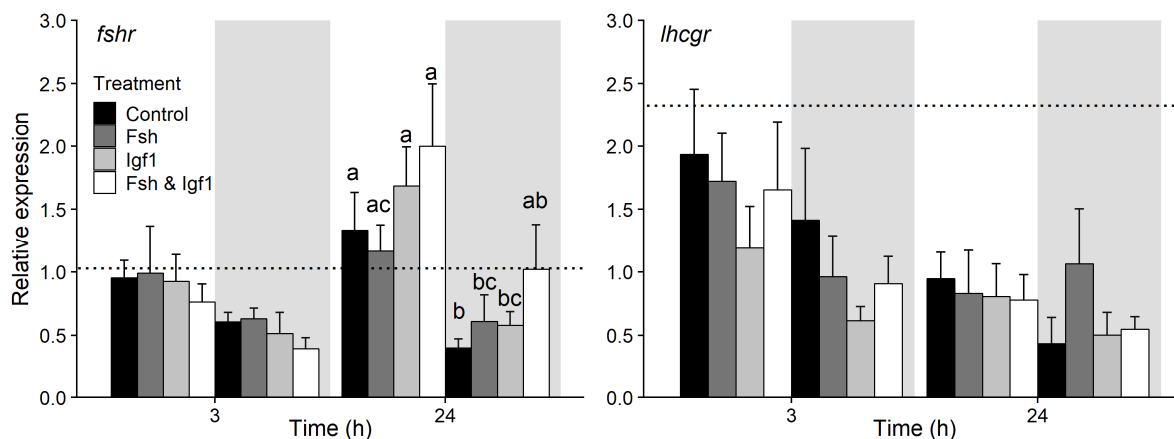 fshr
Treatment
Control
Fsh
Igf1
Fsh & Igf1
Relative expression
3.0
2.5
2.0
1.5
1.0
0.5
0.0
a
ac
a
a
b
bc
bc
ab
3
24
Time (h)
lhcgr
3.0
2.5
2.0
1.5
1.0
0.5
0.0
3
24
Time (h)